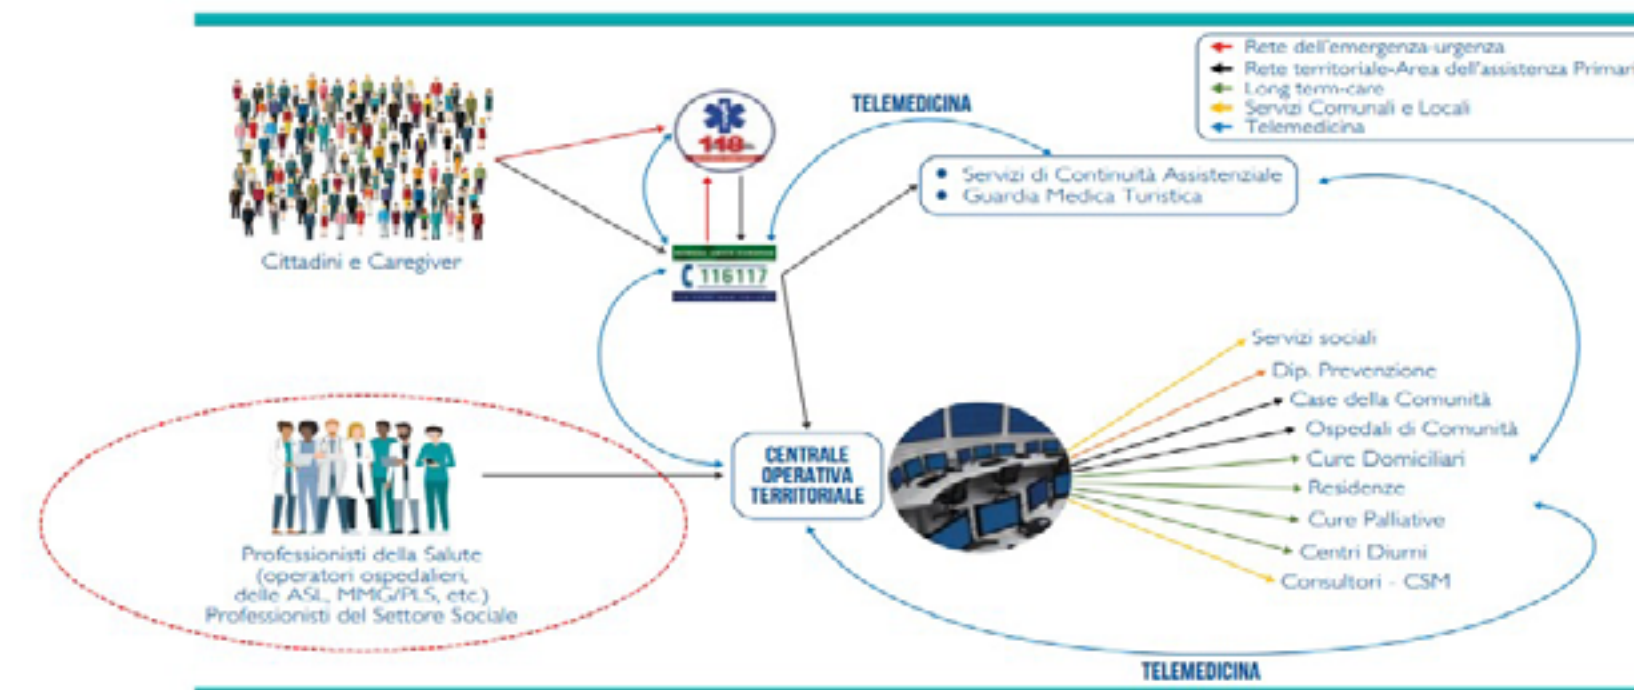 Rete dell'emergenza-urgenza
Rete territoriale-Area dell'assistenza Primari
Long term-care
Servizi Comunali e Locali
Telemedicina
TELEMEDICINA
118
Servizi di Continuità Assistenziale
Guardia Medica Turistica
Cittadini e Caregiver
116117
Servizi sociali
Dip. Prevenzione
Case della Comunità
Ospedali di Comunità
Cure Domiciliari
Residenze
Cure Palliative
Centri Diurni
Consultori - CSM
CENTRALE
OPERATIVA
TERRITORIALE
Professionisti della Salute
(operatori ospedalieri,
delle ASL, MMG/PLS, etc.)
Professionisti del Settore Sociale
TELEMEDICINA